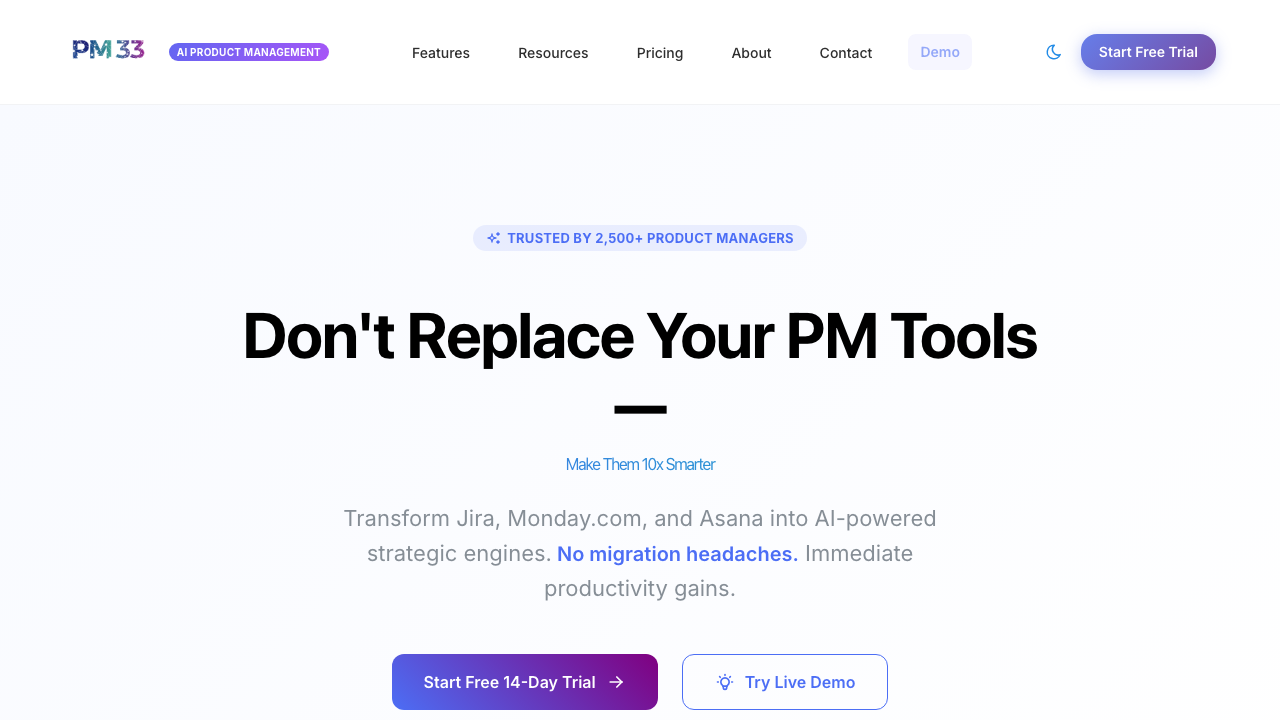 PM 33
AI PRODUCT MANAGEMENT
Features
Resources
Pricing
About
Contact
Demo
Start Free Trial
TRUSTED BY 2,500+ PRODUCT MANAGERS
Don't Replace Your PM Tools
—
Make Them 10x Smarter
Transform Jira, Monday.com, and Asana into AI-powered
strategic engines. No migration headaches. Immediate
productivity gains.
Start Free 14-Day Trial →
Try Live Demo